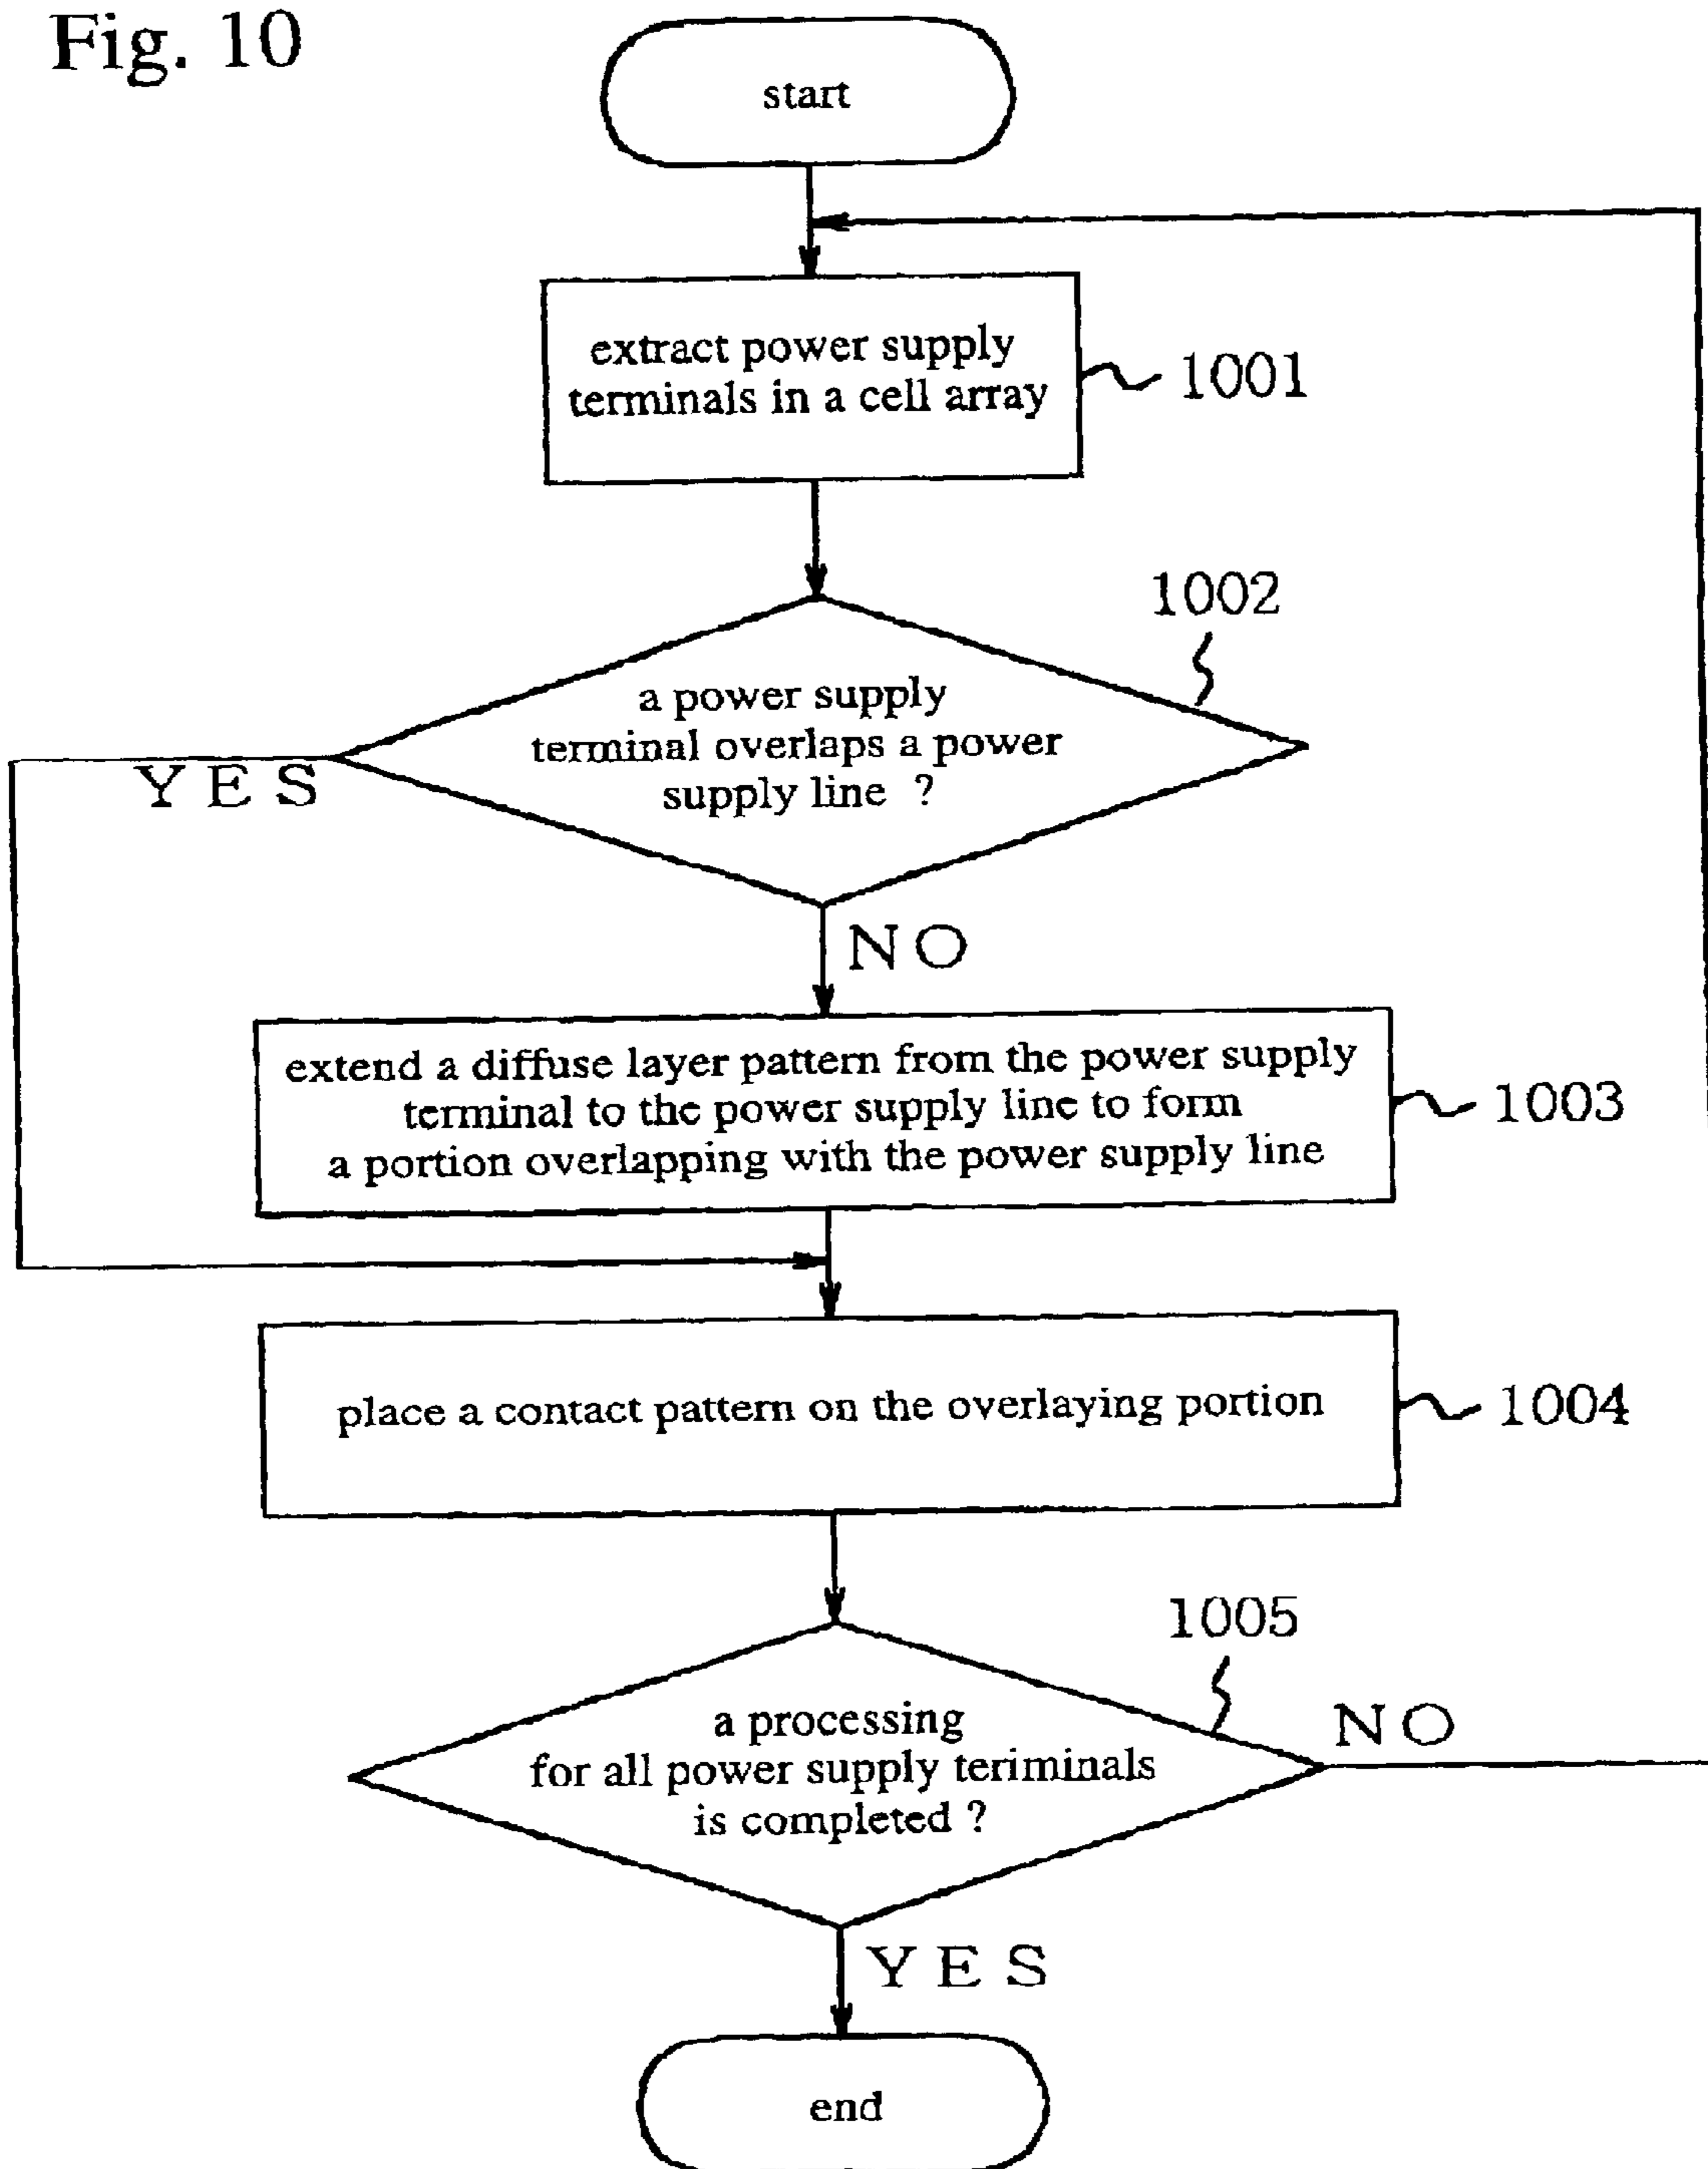 Fig. 10
start
extract power supply
terminals in a cell array
1001
1002
a power supply
terminal overlaps a power
supply line ?
YES
NO
extend a diffuse layer pattern from the power supply
terminal to the power supply line to form
a portion overlapping with the power supply line
1003
place a contact pattern on the overlaying portion
1004
1005
a processing
for all power supply teriminals
is completed ?
NO
YES
end